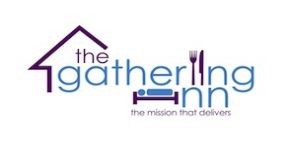 the
gathering
inn
the mission that delivers